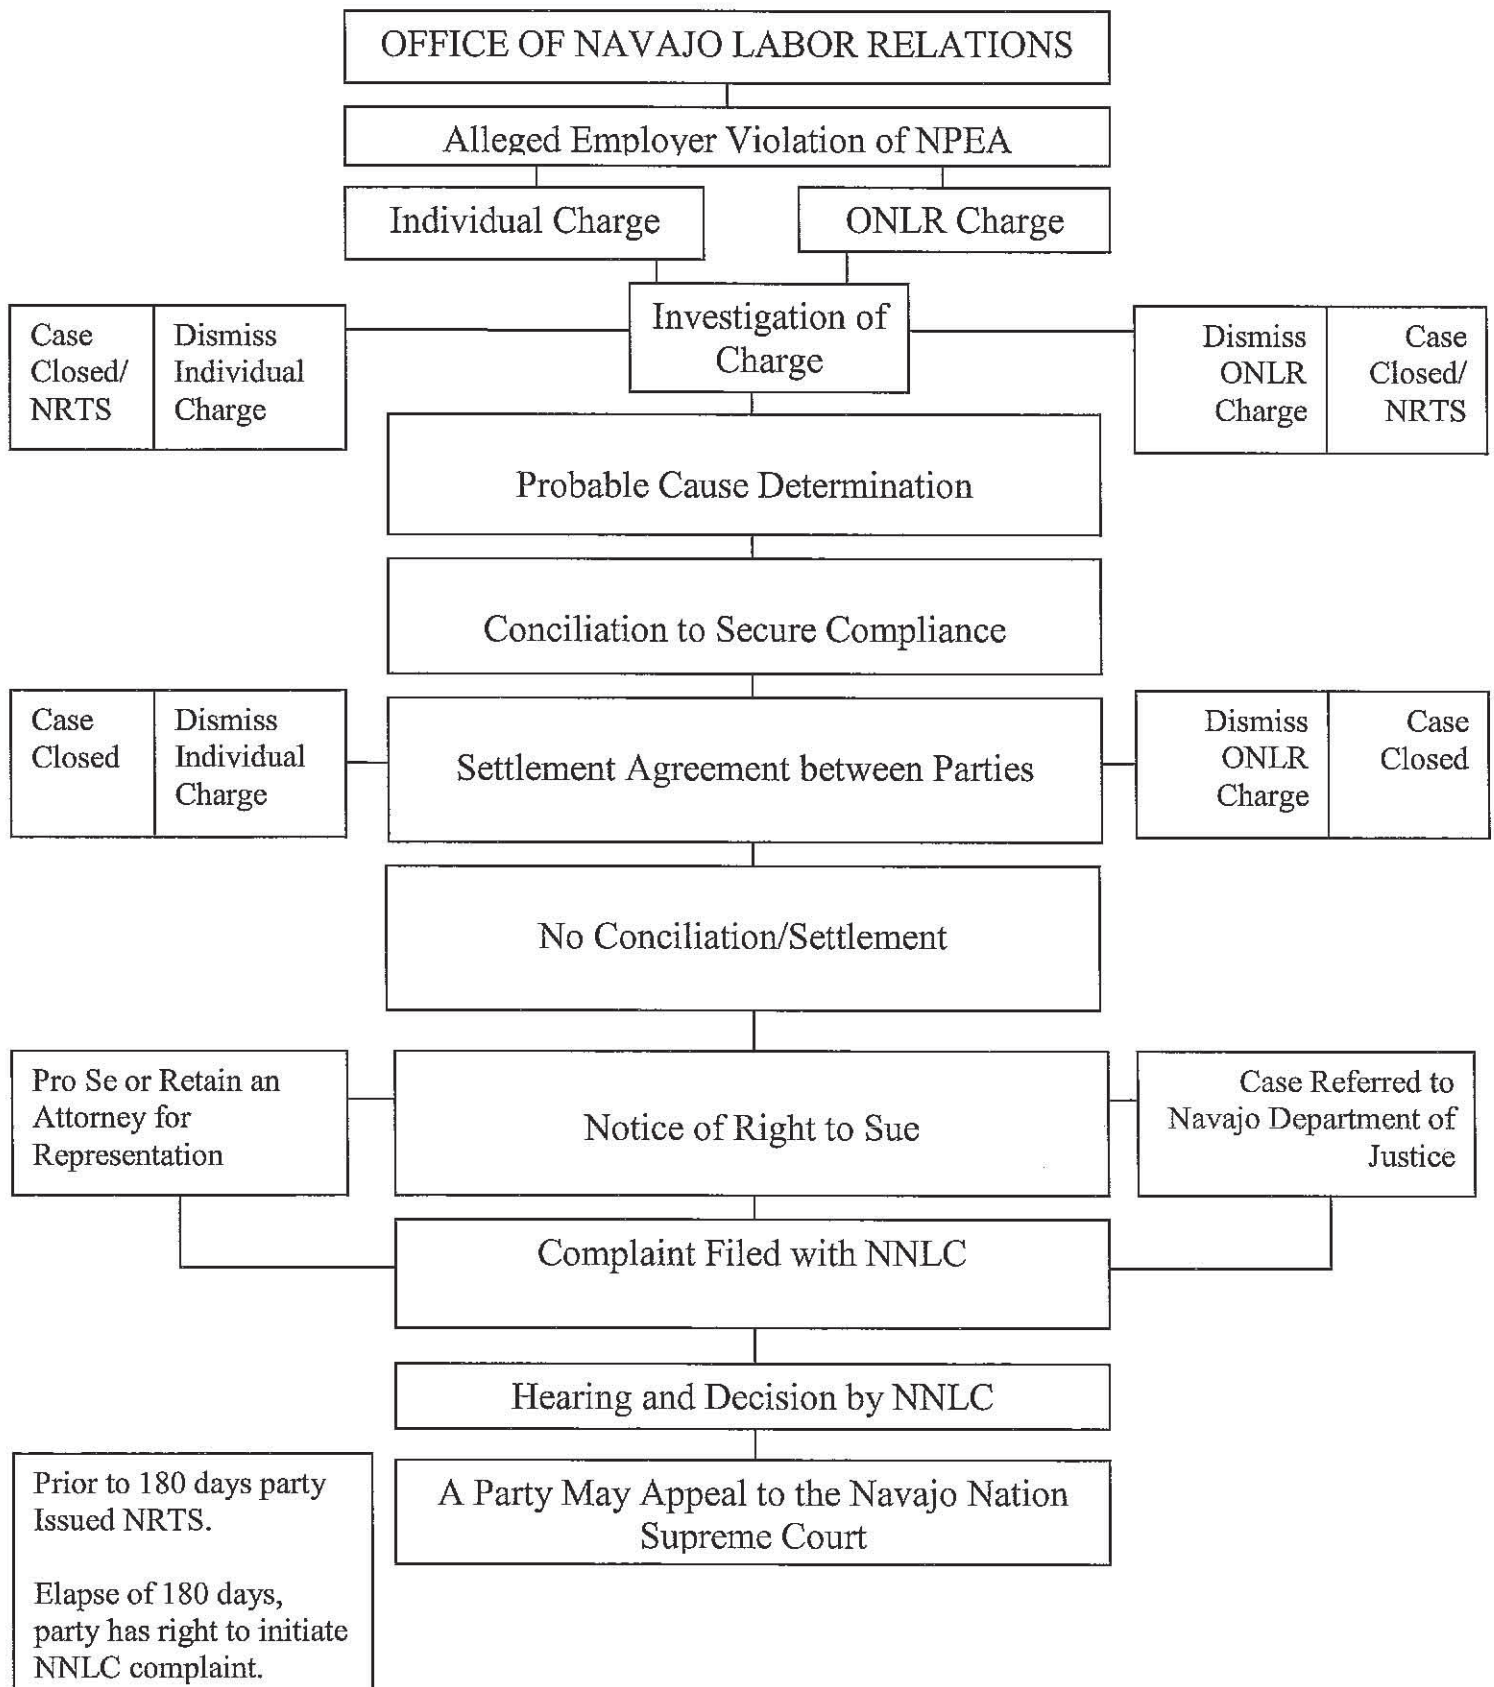 OFFICE OF NAVAJO LABOR RELATIONS
Alleged Employer Violation of NPEA
Individual Charge
ONLR Charge
Investigation of
Charge
Case
Closed/
NRTS
Dismiss
Individual
Charge
Dismiss
ONLR
Charge
Case
Closed/
NRTS
Probable Cause Determination
Conciliation to Secure Compliance
Case
Closed
Dismiss
Individual
Charge
Settlement Agreement between Parties
Dismiss
ONLR
Charge
Case
Closed
No Conciliation/Settlement
Pro Se or Retain an
Attorney for
Representation
Notice of Right to Sue
Case Referred to
Navajo Department of
Justice
Complaint Filed with NNLC
Hearing and Decision by NNLC
A Party May Appeal to the Navajo Nation
Supreme Court
Prior to 180 days party
Issued NRTS.
Elapse of 180 days,
party has right to initiate
NNLC complaint.